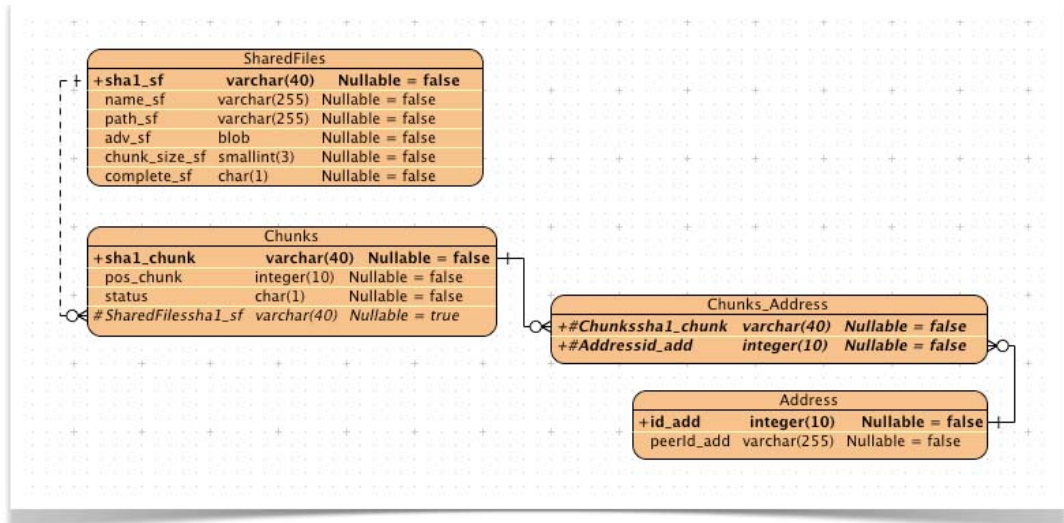 SharedFiles
+sha1_sf varchar(40) Nullable = false
name_sf varchar(255) Nullable = false
path_sf varchar(255) Nullable = false
adv_sf blob Nullable = false
chunk_size_sf smallint(3) Nullable = false
complete_sf char(1) Nullable = false
Chunks
+sha1_chunk varchar(40) Nullable = false
pos_chunk integer(10) Nullable = false
status char(1) Nullable = false
#SharedFilessha1_sf varchar(40) Nullable = true
Chunks_Address
+#Chunkssha1_chunk varchar(40) Nullable = false
+#Addressid_add integer(10) Nullable = false
Address
+id_add integer(10) Nullable = false
peerId_add varchar(255) Nullable = false